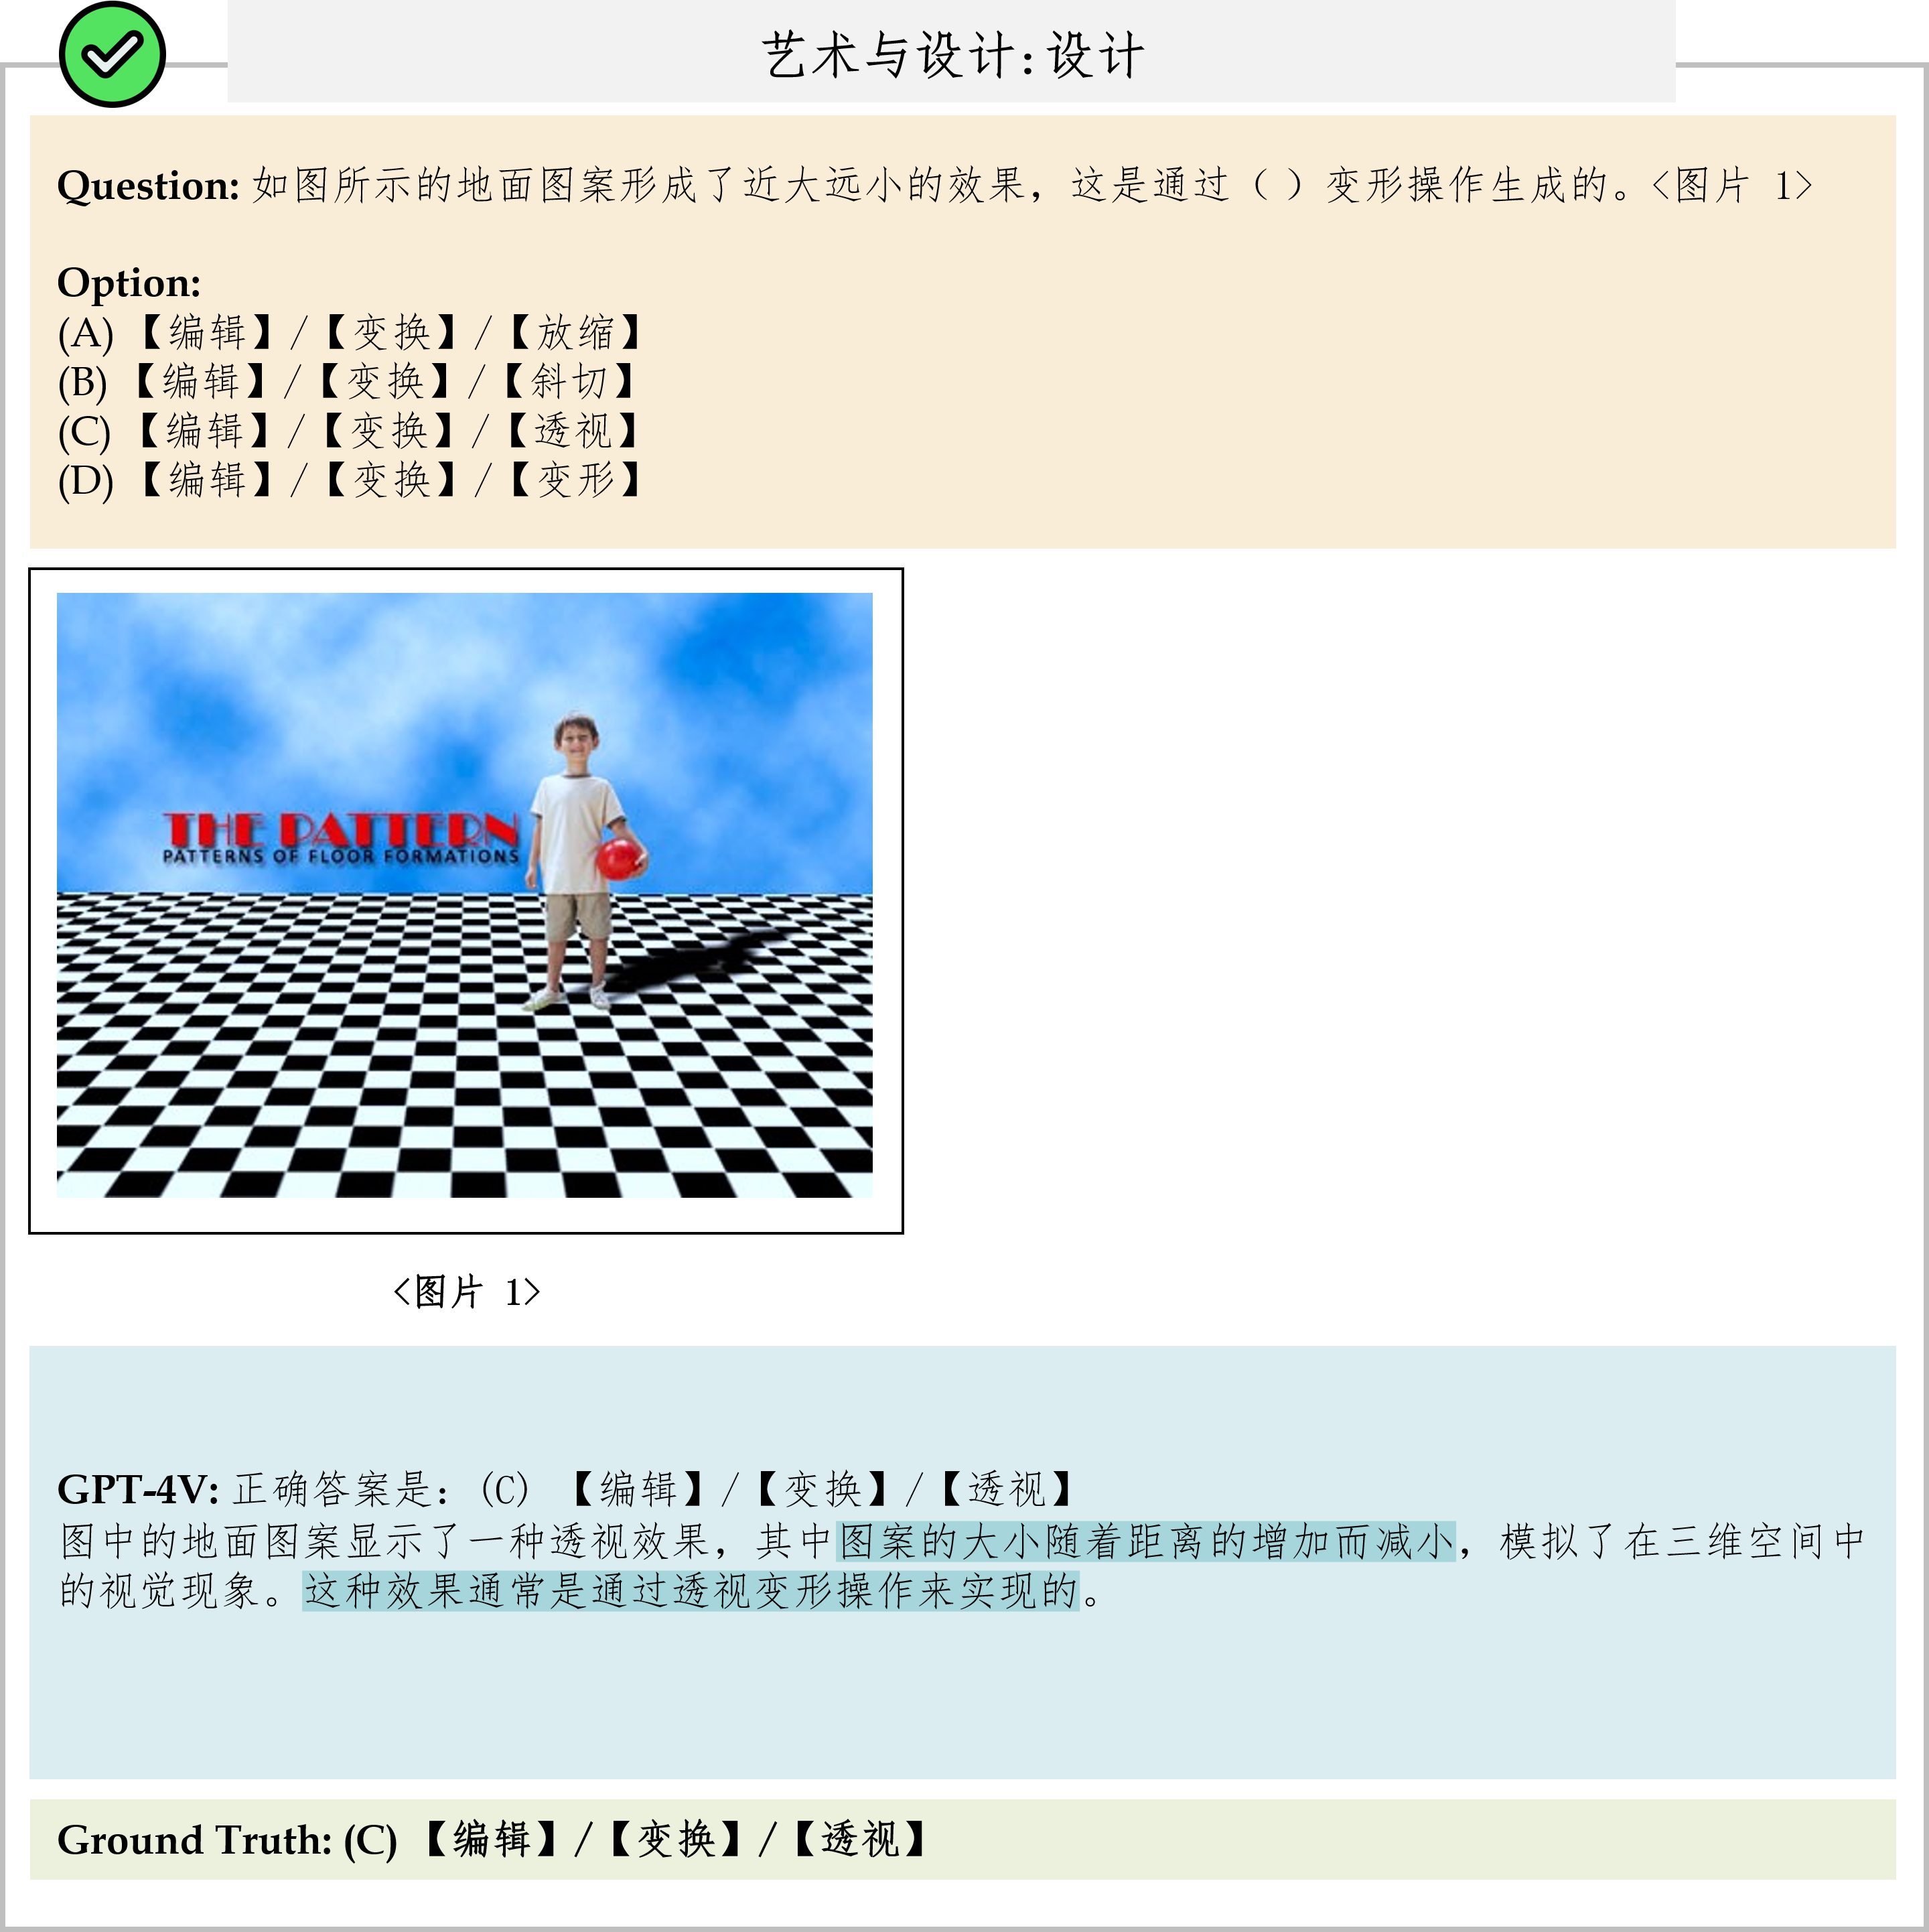 艺术与设计:设计
Question: 如图所示的地面图案形成了近大远小的效果，这是通过（ ）变形操作生成的。<图片 1>
Option:
(A) 【编辑】/【变换】/【放缩】
(B) 【编辑】/【变换】/【斜切】
(C) 【编辑】/【变换】/【透视】
(D) 【编辑】/【变换】/【变形】
THE PATTERN
PATTERNS OF FLOOR FORMATIONS
<图片 1>
GPT-4V: 正确答案是：(C) 【编辑】/【变换】/【透视】
图中的地面图案显示了一种透视效果，其中图案的大小随着距离的增加而减小，模拟了在三维空间中
的视觉现象。这种效果通常是通过透视变形操作来实现的。
Ground Truth: (C) 【编辑】/【变换】/【透视】